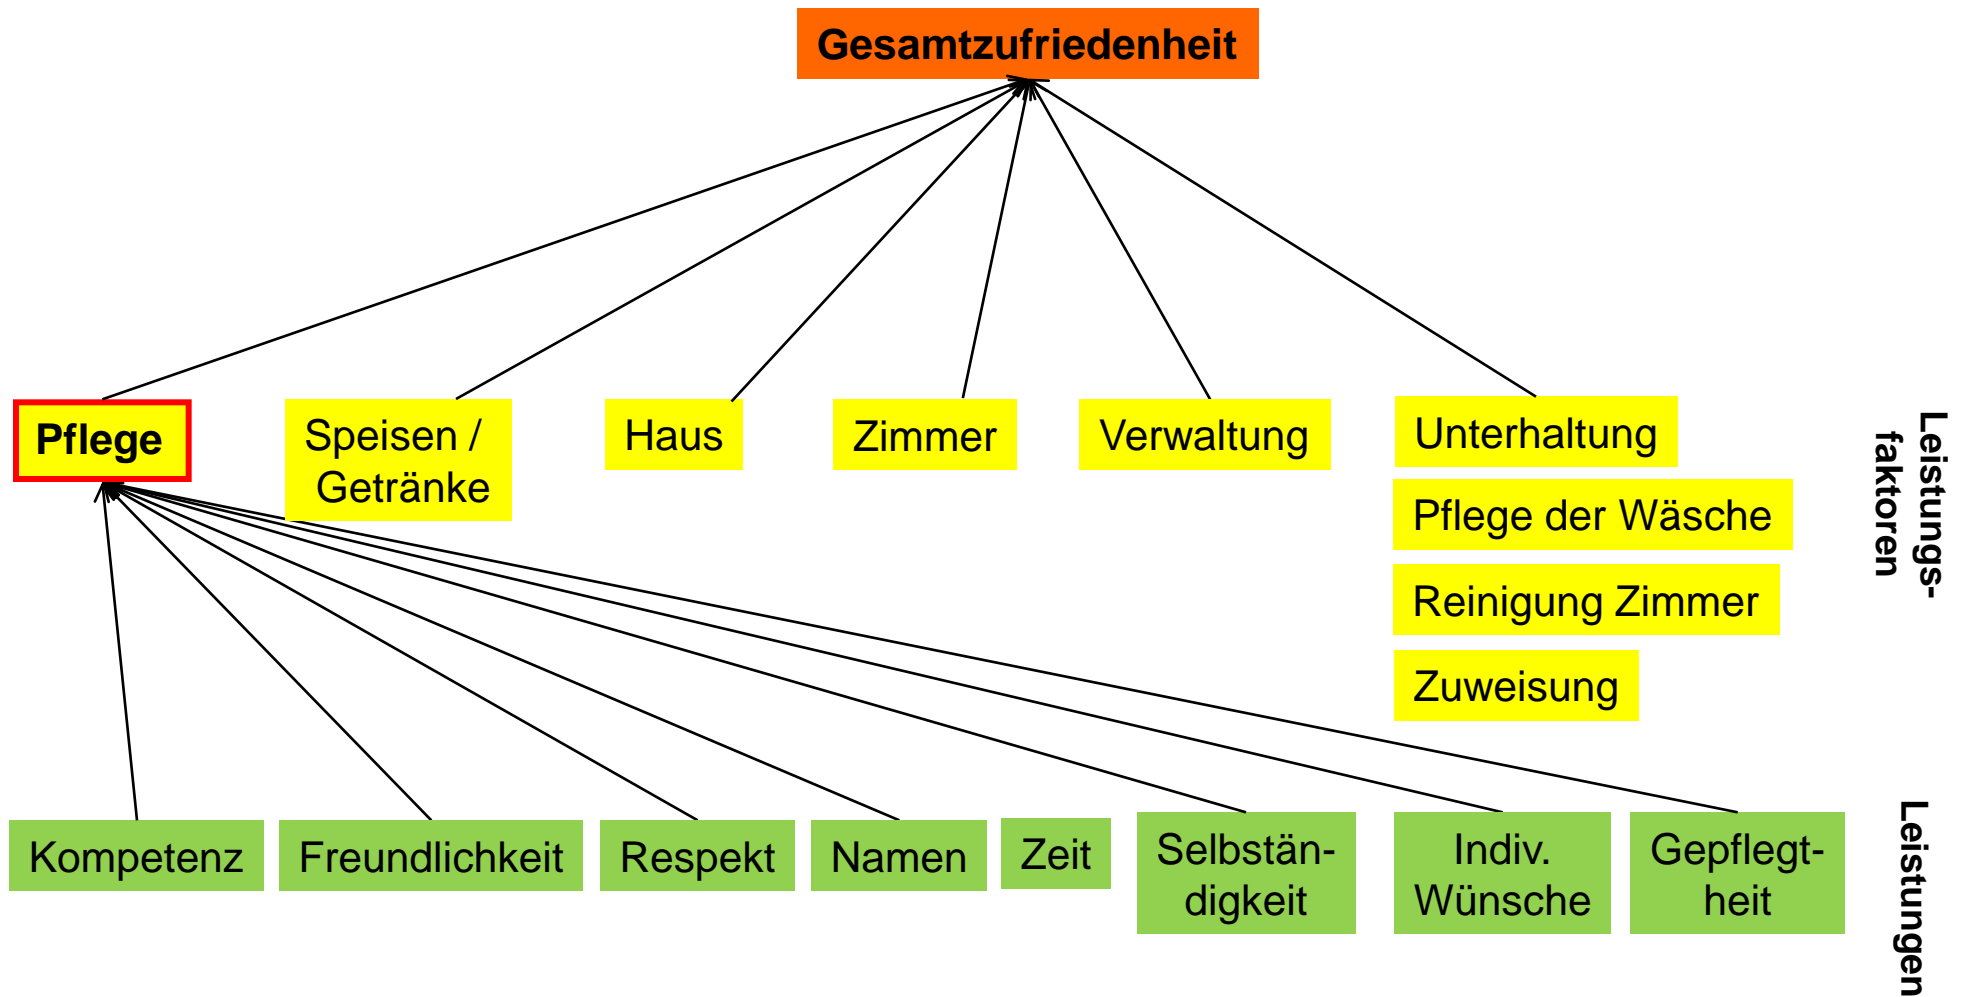 Gesamtzufriedenheit
Pflege
Speisen /
Getränke
Haus
Zimmer
Verwaltung
Unterhaltung
Pflege der Wäsche
Reinigung Zimmer
Zuweisung
Leistungs-
faktoren
Kompetenz
Freundlichkeit
Respekt
Namen
Zeit
Selbstän-
digkeit
Indiv.
Wünsche
Gepflegt-
heit
Leistungen